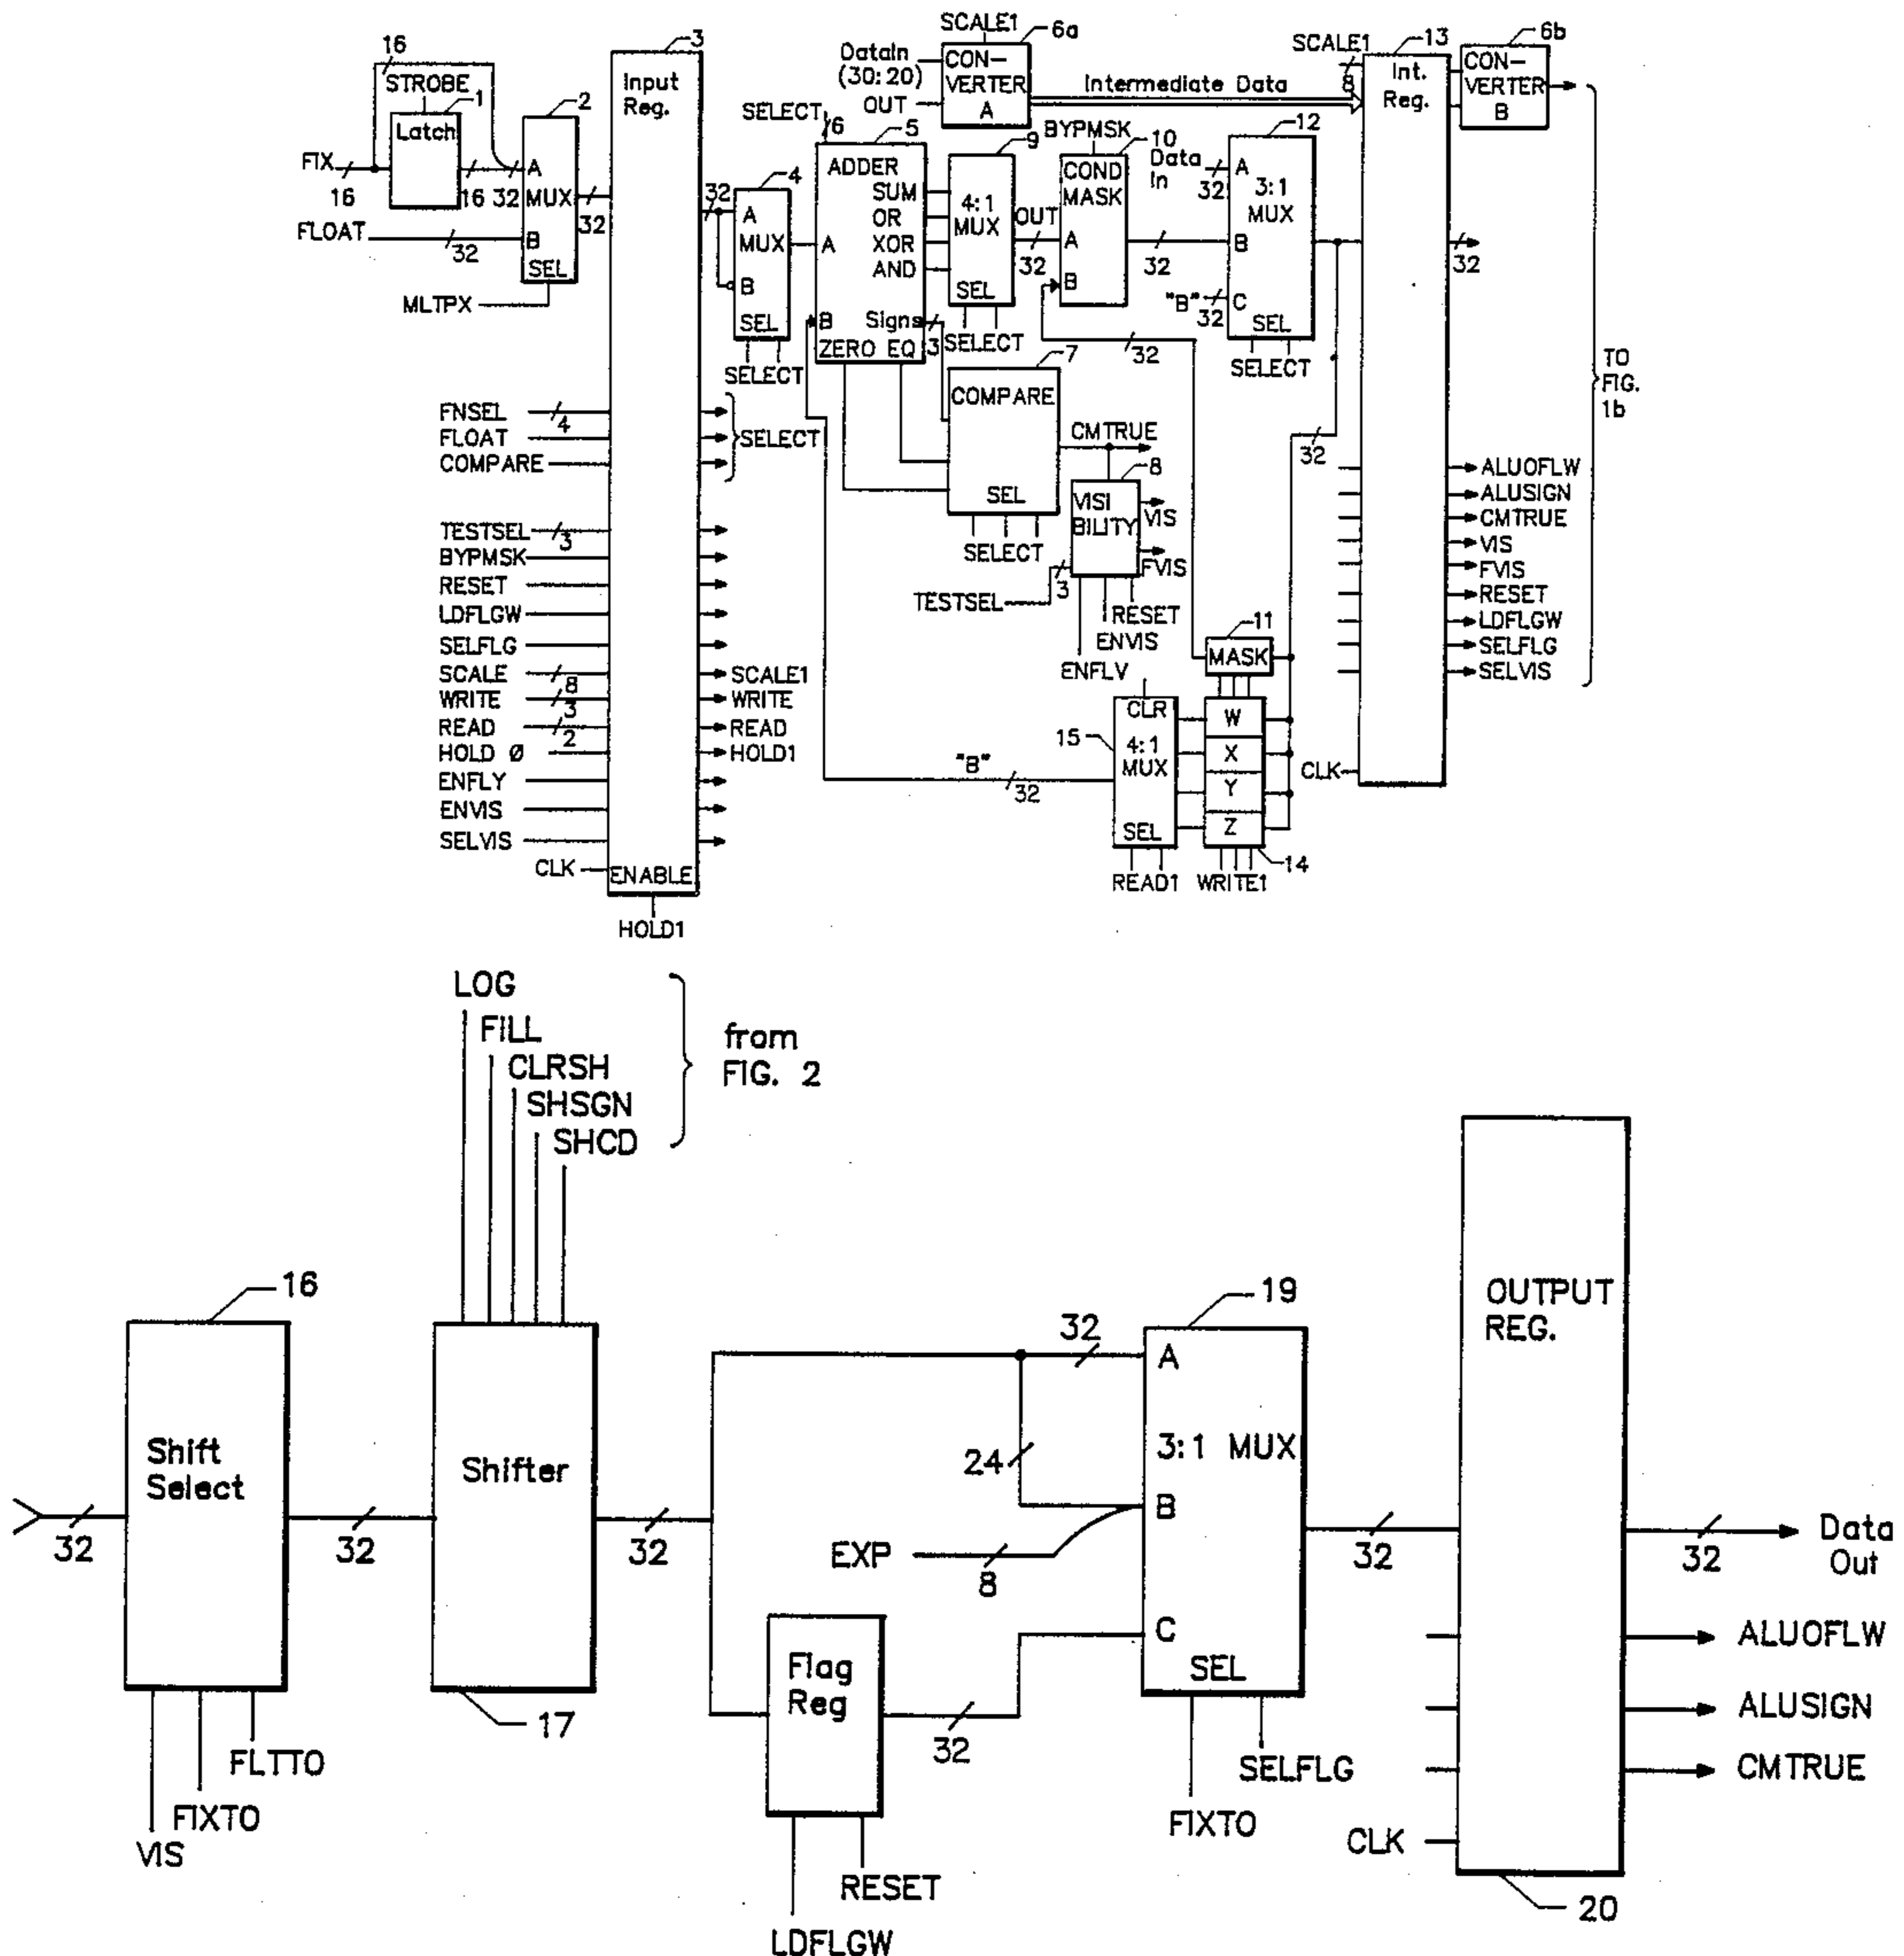 16
STROBE
1
Latch
FIX
16
16
32
2
A
MUX
B
SEL
32
FLOAT
32
MLTPX
3
Input
Reg.
FNSEL
4
FLOAT
COMPARE
SELECT
TESTSEL
3
BYPMSK
RESET
LDFLGW
SELFLG
SCALE
8
SCALE1
WRITE
3
WRITE
READ
2
READ
HOLD Ø
HOLD1
ENFLY
ENVIS
SELVIS
CLK
ENABLE
HOLD1
32
4
A
MUX
B
SEL
SELECT
SELECT
6
5
ADDER
SUM
OR
XOR
AND
A
B
Signs
3
ZERO EQ
SCALE1
6a
DataIn
(30:20)
OUT
CON-
VERTER
A
Intermediate Data
9
4:1
MUX
SEL
SELECT
OUT
32
BYPMSK
10
COND
MASK
A
B
32
32
Data
In
32
"B"
32
12
A
3:1
MUX
B
C
SEL
SELECT
7
COMPARE
SEL
SELECT
CMTRUE
8
VISI
BILITY
VIS
FVIS
TESTSEL
3
RESET
ENVIS
ENFLV
32
11
MASK
15
CLR
4:1
MUX
SEL
READ1
"B"
32
W
X
Y
Z
14
WRITE1
SCALE1
8
13
Int.
Reg.
CLK
6b
CON-
VERTER
B
32
TO
FIG.
1b
ALUOFLW
ALUSIGN
CMTRUE
VIS
FVIS
RESET
LDFLGW
SELFLG
SELVIS
LOG
FILL
CLRSH
SHSGN
SHCD
from
FIG. 2
16
Shift
Select
32
32
VIS
FIXTO
FLTTO
Shifter
17
32
24
32
EXP
8
Flag
Reg
32
RESET
LDFLGW
19
A
3:1 MUX
B
C
SEL
FIXTO
SELFLG
32
OUTPUT
REG.
CLK
20
32
Data
Out
ALUOFLW
ALUSIGN
CMTRUE